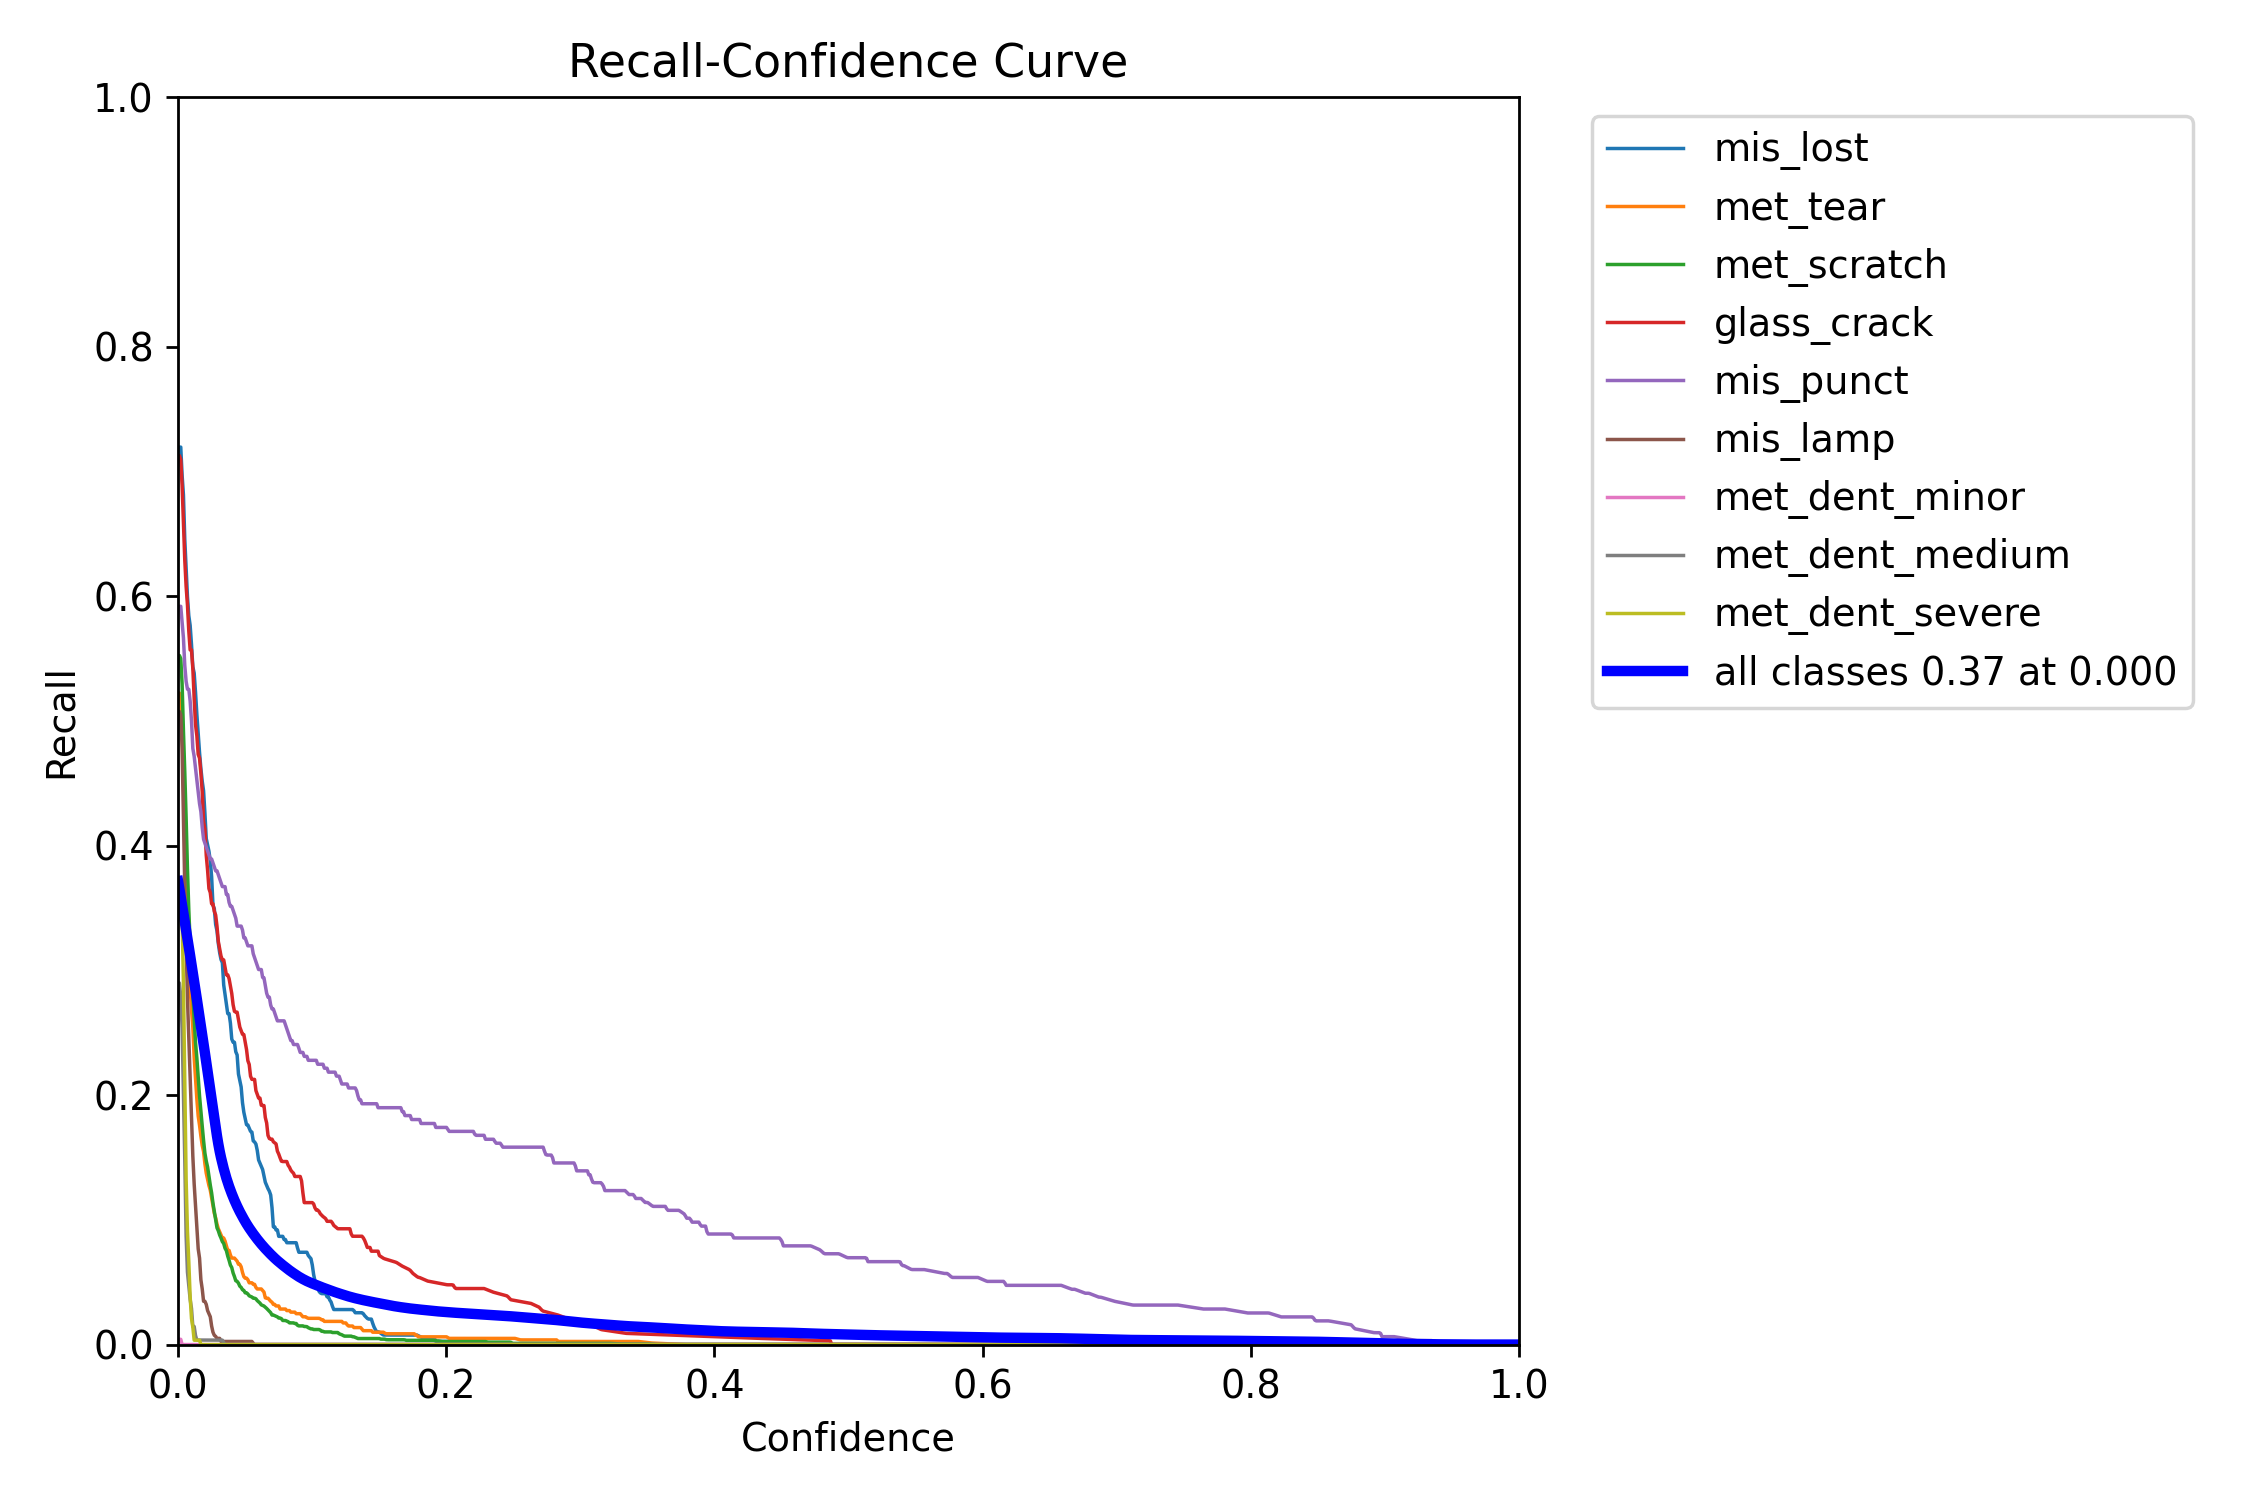 Recall-Confidence Curve
1.0
0.8
0.6
0.4
0.2
0.0
Recall
0.0 0.2 0.4 0.6 0.8 1.0
Confidence
mis_lost
met_tear
met_scratch
glass_crack
mis_punct
mis_lamp
met_dent_minor
met_dent_medium
met_dent_severe
all classes 0.37 at 0.000